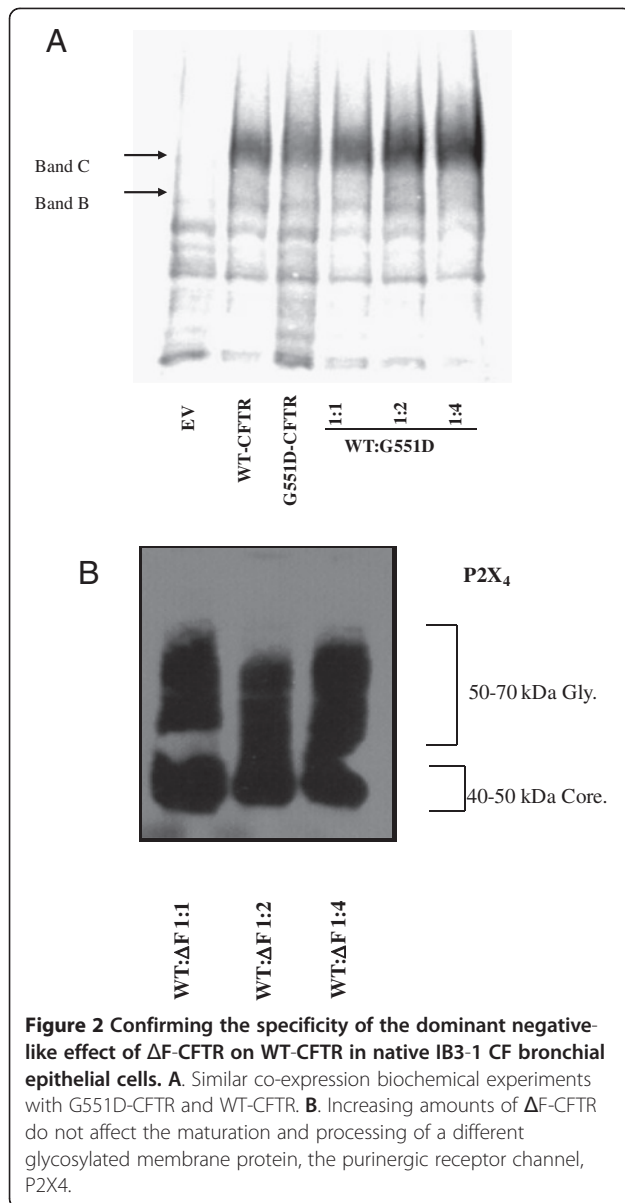 A
Band C
Band B
EV
WT-CFTR
G551D-CFTR
1:1
1:2
1:4
WT:G551D
B
P2X₄
50-70 kDa Gly.
40-50 kDa Core.
WT:ΔF 1:1
WT:ΔF 1:2
WT:ΔF 1:4
Figure 2 Confirming the specificity of the dominant negative-
like effect of ΔF-CFTR on WT-CFTR in native IB3-1 CF bronchial
epithelial cells. A. Similar co-expression biochemical experiments
with G551D-CFTR and WT-CFTR. B. Increasing amounts of ΔF-CFTR
do not affect the maturation and processing of a different
glycosylated membrane protein, the purinergic receptor channel,
P2X4.